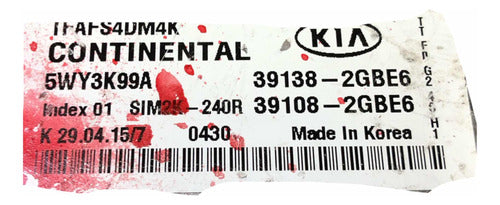 TFAFS4DM4K
CONTINENTAL
KIA
5WY3K99A 39138-2GBE6
Index 01 SIM2K-240R 39108-2GBE6
K 29.04.15/7 0430 Made in Korea